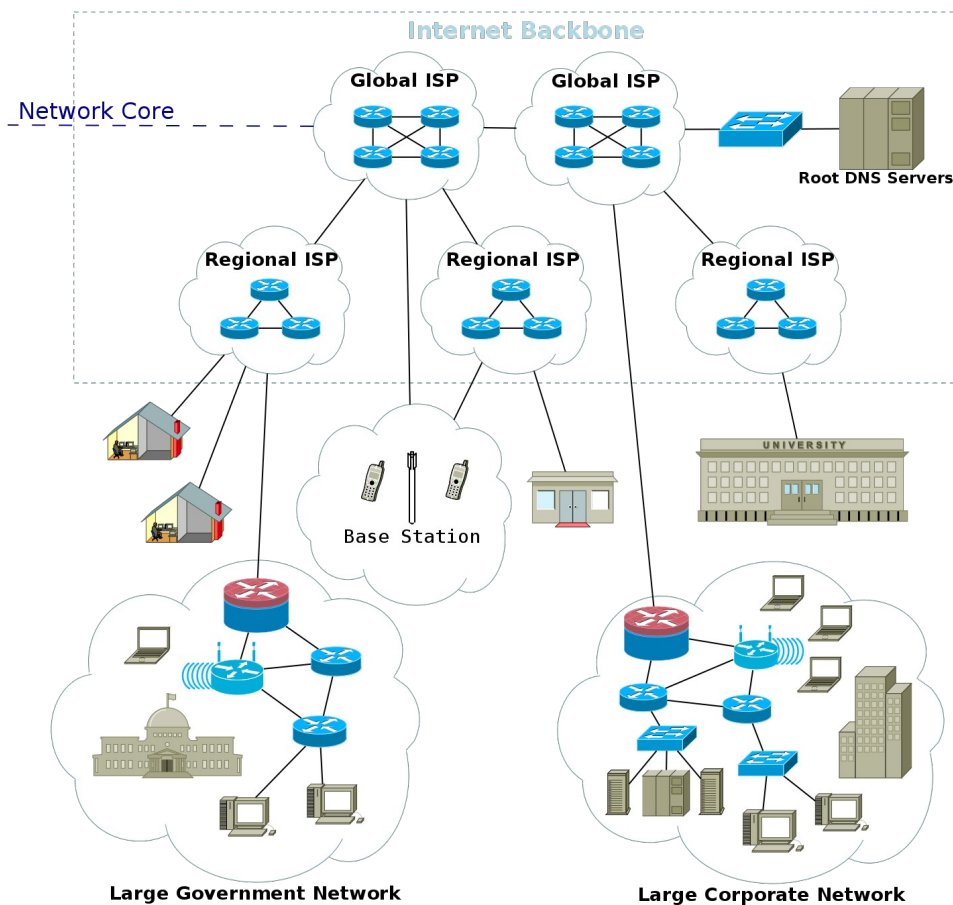 Internet Backbone
Global ISP
Global ISP
Network Core
Root DNS Servers
Regional ISP
Regional ISP
Regional ISP
UNIVERSITY
Base Station
Large Government Network
Large Corporate Network